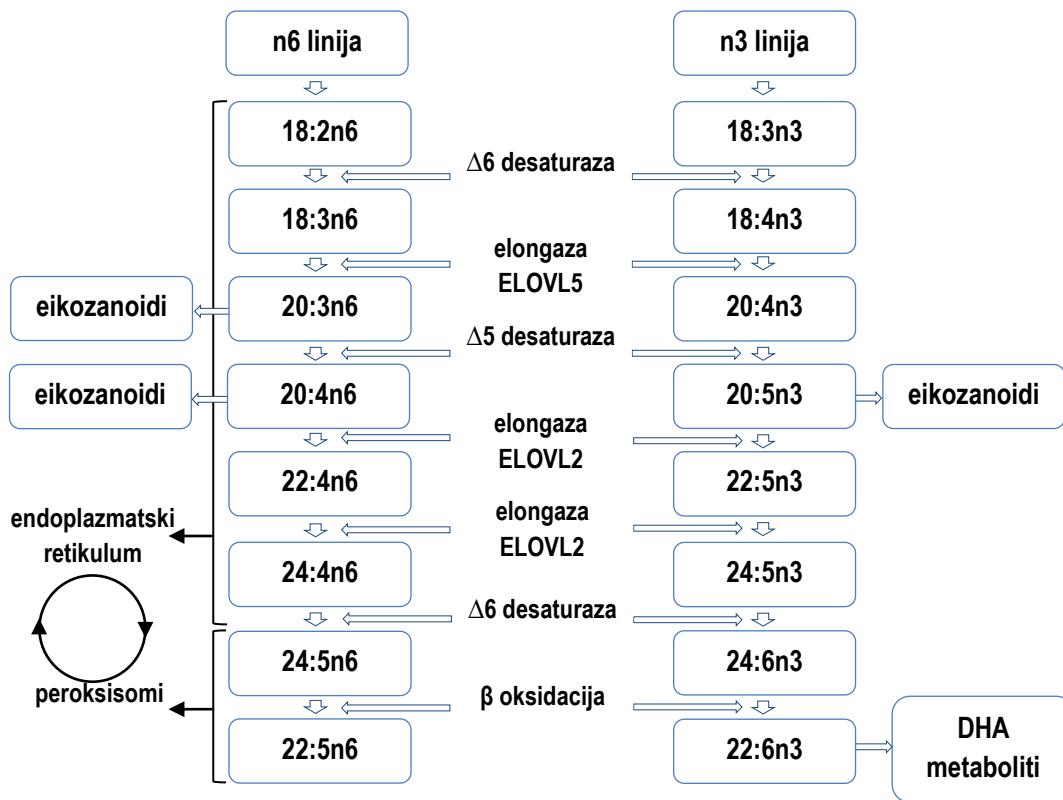 n6 linija
n3 linija
18:2n6
18:3n3
∆6 desaturaza
18:3n6
18:4n3
elongaza
ELOVL5
eikozanoidi
20:3n6
20:4n3
∆5 desaturaza
eikozanoidi
20:4n6
20:5n3
eikozanoidi
elongaza
ELOVL2
22:4n6
22:5n3
endoplazmatski
retikulum
elongaza
ELOVL2
24:4n6
24:5n3
∆6 desaturaza
24:5n6
24:6n3
peroksisomi
β oksidacija
22:5n6
22:6n3
DHA
metaboliti